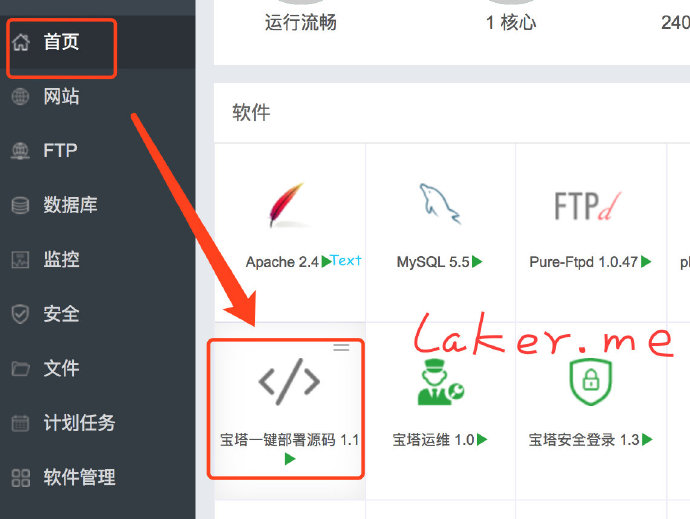 运行流畅
1 核心
240
首页
网站
FTP
数据库
监控
安全
文件
计划任务
软件管理
软件
FTPd
Apache 2.4
Text
MySQL 5.5
Pure-Ftpd 1.0.47
pl
Laker.me
宝塔一键部署源码 1.1
宝塔运维 1.0
宝塔安全登录 1.3